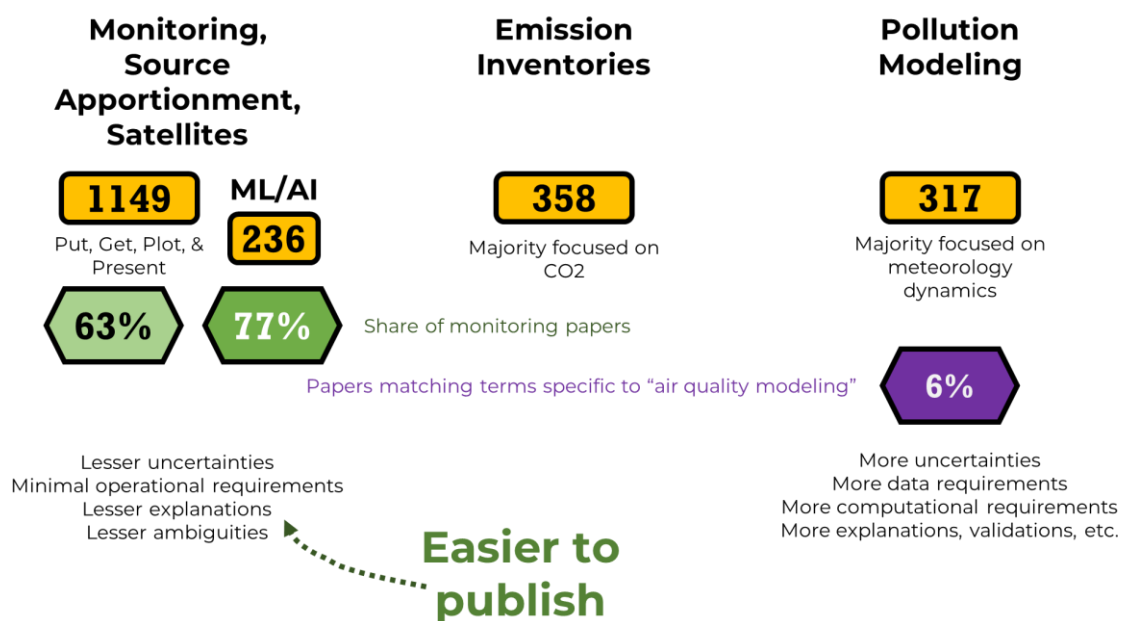 Monitoring,
Source
Apportionment,
Satellites
Emission
Inventories
Pollution
Modeling
1149
ML/AI
236
358
317
Put, Get, Plot, &
Present
Majority focused on
CO2
Majority focused on
meteorology
dynamics
63%
77%
Share of monitoring papers
Papers matching terms specific to “air quality modeling”
6%
Lesser uncertainties
Minimal operational requirements
Lesser explanations
Lesser ambiguities
More uncertainties
More data requirements
More computational requirements
More explanations, validations, etc.
Easier to
publish